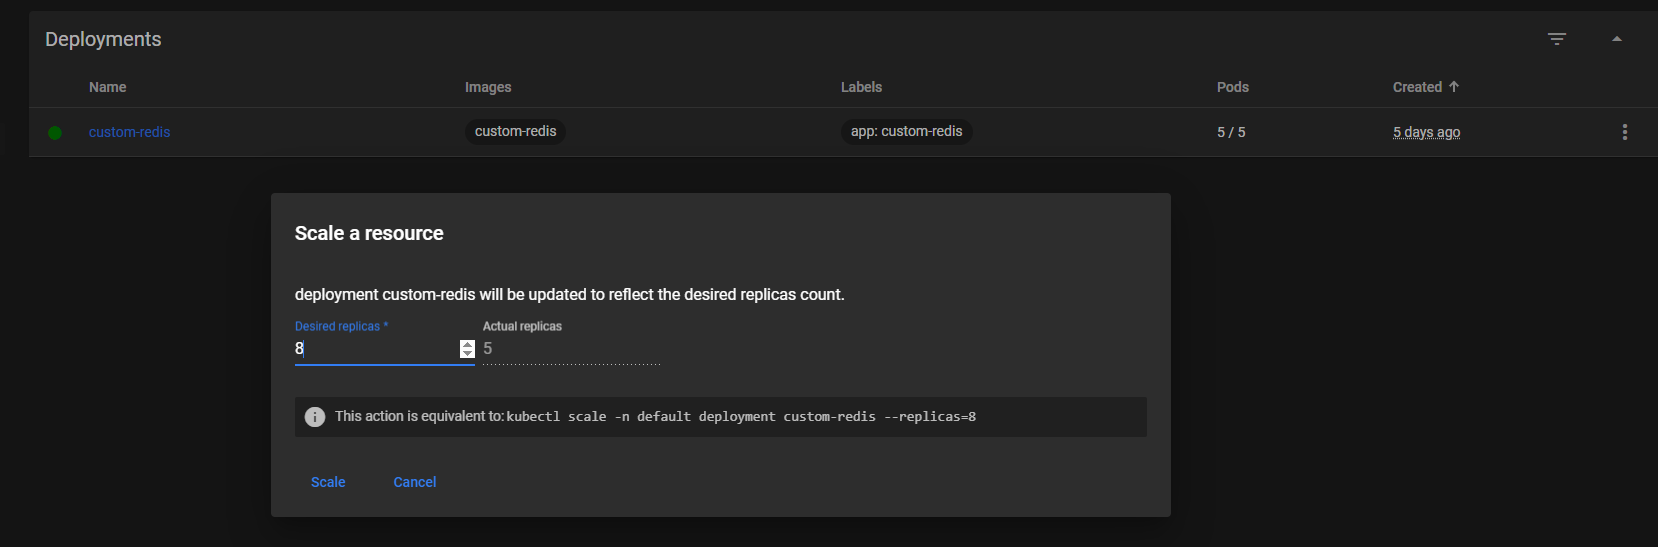 Deployments
Name Images Labels Pods Created
custom-redis custom-redis app: custom-redis 5 / 5 5 days ago
Scale a resource
deployment custom-redis will be updated to reflect the desired replicas count.
Desired replicas * Actual replicas
8 5
This action is equivalent to: kubectl scale -n default deployment custom-redis --replicas=8
Scale Cancel